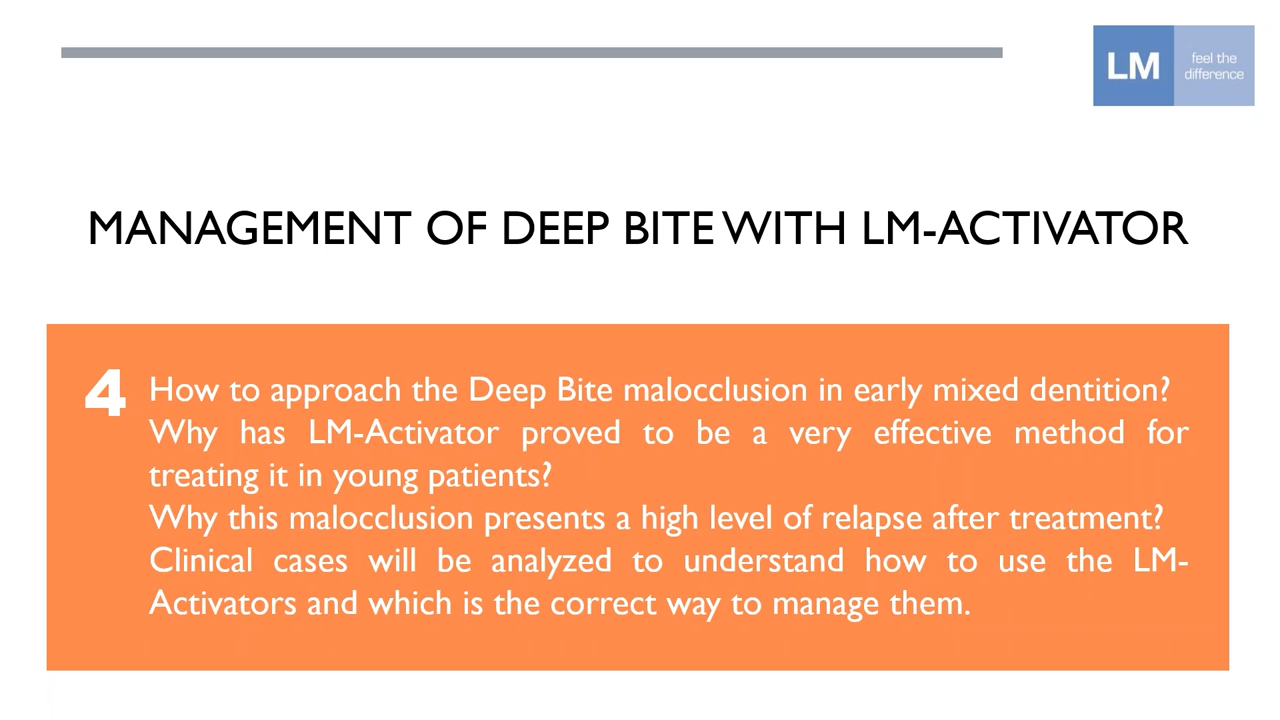 LM
feel the
difference
MANAGEMENT OF DEEP BITE WITH LM-ACTIVATOR
4
How to approach the Deep Bite malocclusion in early mixed dentition?
Why has LM-Activator proved to be a very effective method for
treating it in young patients?
Why this malocclusion presents a high level of relapse after treatment?
Clinical cases will be analyzed to understand how to use the LM-
Activators and which is the correct way to manage them.